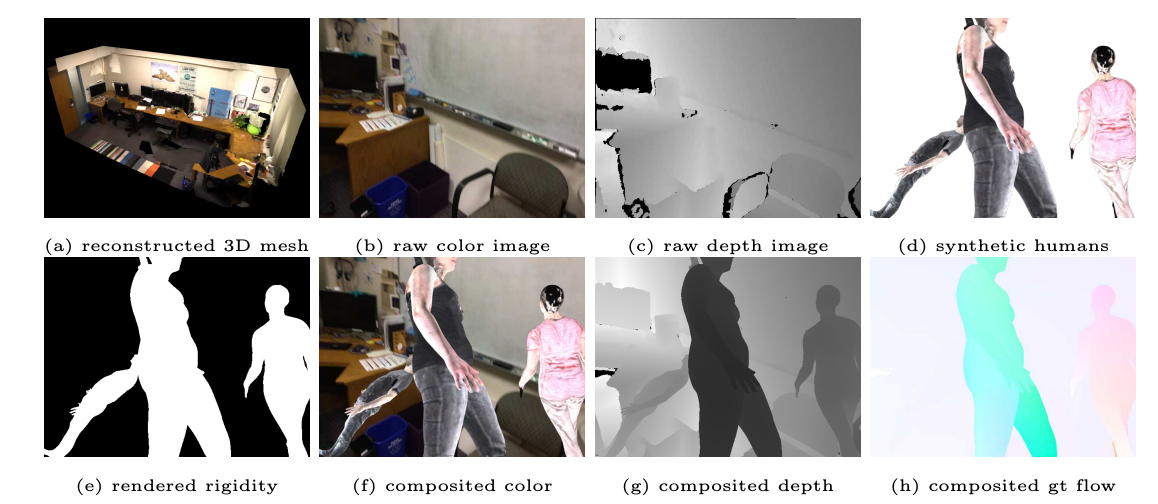 (a) reconstructed 3D mesh
(b) raw color image
(c) raw depth image
(d) synthetic humans
(e) rendered rigidity
(f) composited color
(g) composited depth
(h) composited gt flow